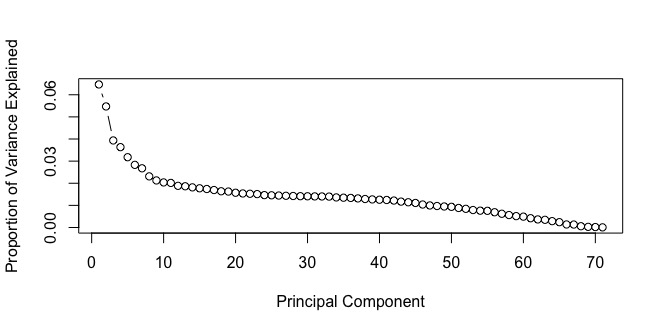 Proportion of Variance Explained
0.06
0.03
0.00
0 10 20 30 40 50 60 70
Principal Component